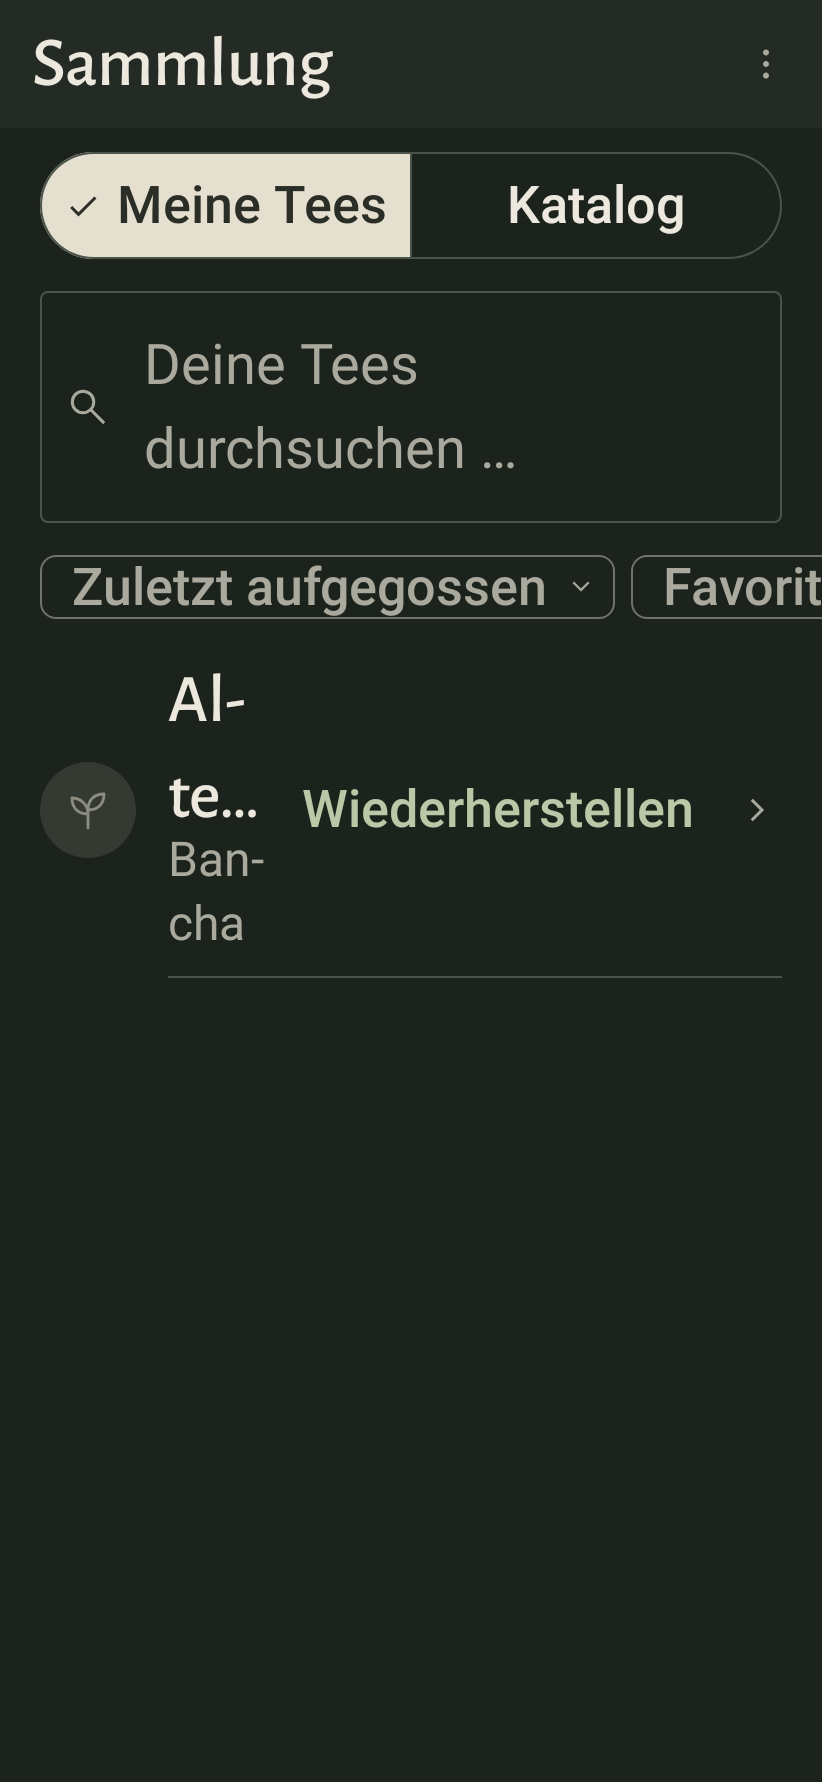 Sammlung
Meine Tees
Katalog
Deine Tees
durchsuchen …
Zuletzt aufgegossen
Favorit
Al-
te…
Wiederherstellen
Ban-
cha